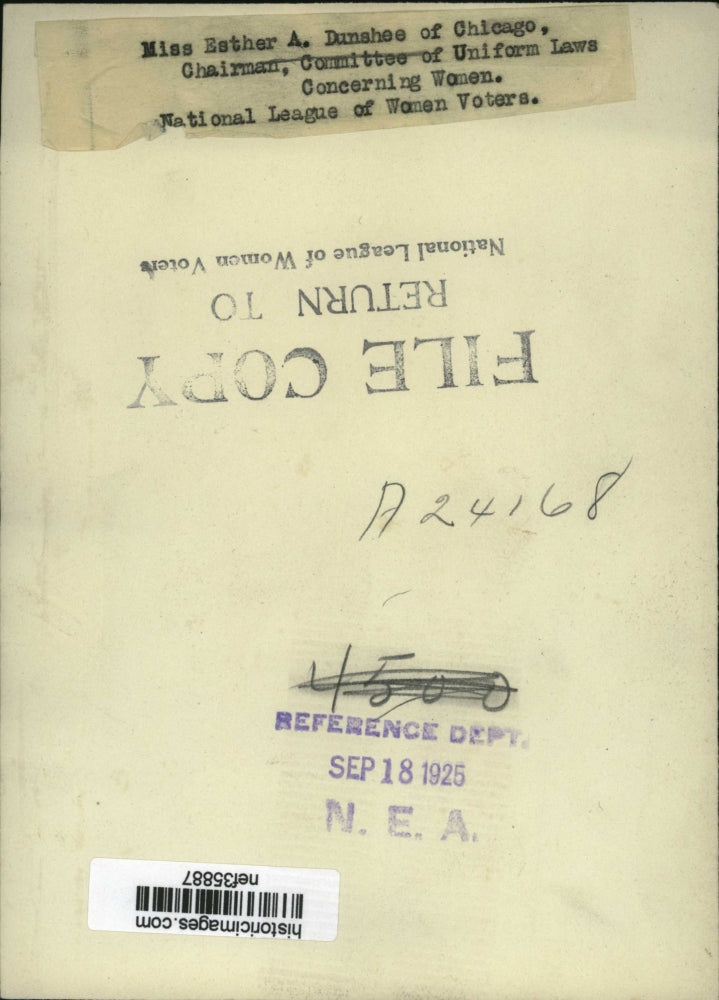 Miss Esther A. Dunshee of Chicago,
Chairman, Committee of Uniform Laws
Concerning Women.
National League of Women Voters.
National League of Women Voters
RETURN TO
FILE COPY
A24168
4500
REFERENCE DEPT.
SEP 18 1925
N. E. A.
nef35887
historicimages.com